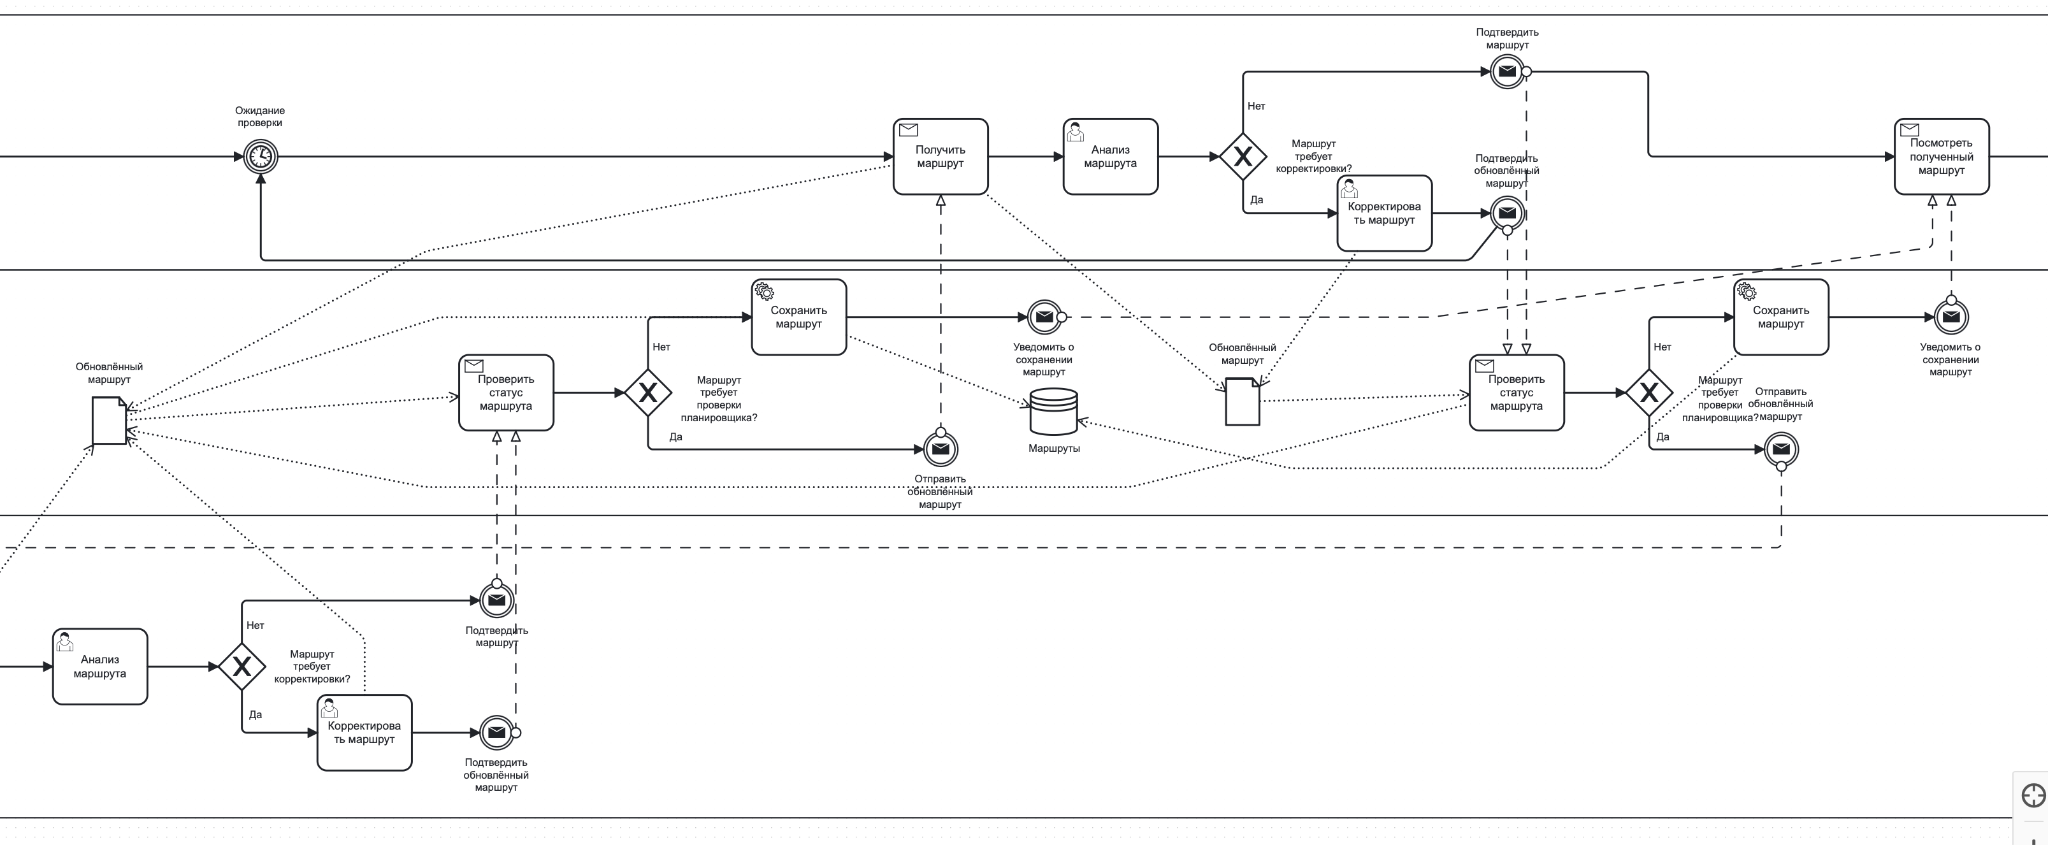 Подтвердить
маршрут
Ожидание
проверки
Нет
Получить
маршрут
Анализ
маршрута
Маршрут
требует
корректировки?
Подтвердить
обновлённый
маршрут
Посмотреть
полученный
маршрут
Да
Корректирова
ть маршрут
Сохранить
маршрут
Сохранить
маршрут
Обновлённый
маршрут
Нет
Проверить
статус
маршрута
Маршрут
требует
проверки
планировщика?
Да
Отправить
обновлённый
маршрут
Уведомить о
сохранении
маршрут
Маршруты
Обновлённый
маршрут
Проверить
статус
маршрута
Нет
Маршрут
требует
проверки
планировщика?
Отправить
обновлённый
маршрут
Да
Уведомить о
сохранении
маршрут
Анализ
маршрута
Нет
Маршрут
требует
корректировки?
Да
Корректирова
ть маршрут
Подтвердить
маршрут
Подтвердить
обновлённый
маршрут